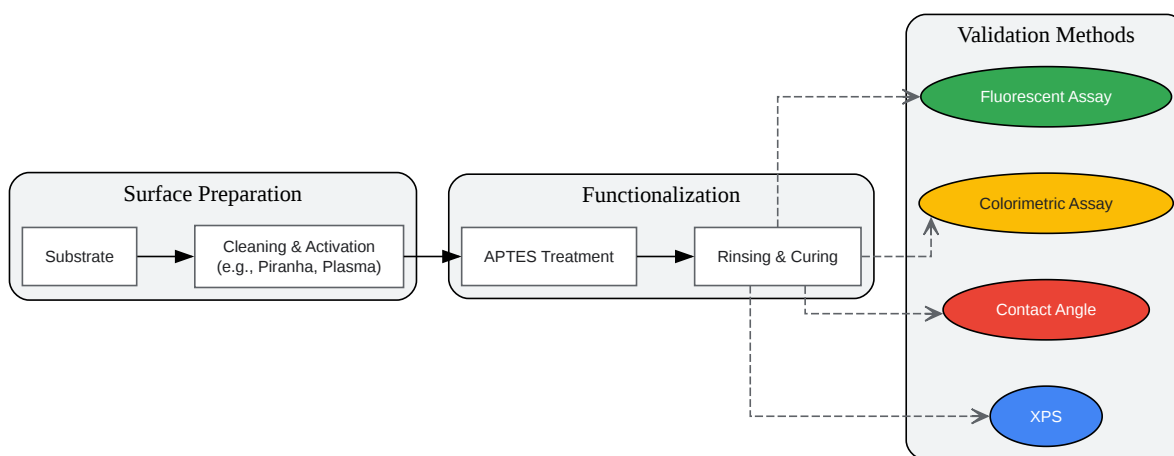 Surface Preparation
Substrate
Cleaning & Activation
(e.g., Piranha, Plasma)
Functionalization
APTES Treatment
Rinsing & Curing
Validation Methods
Fluorescent Assay
Colorimetric Assay
Contact Angle
XPS